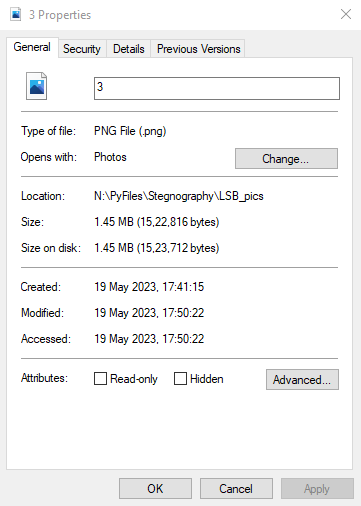 3 Properties
General Security Details Previous Versions
3
Type of file: PNG File (.png)
Opens with: Photos Change...
Location: N:\PyFiles\Stegnography\LSB_pics
Size: 1.45 MB (15,22,816 bytes)
Size on disk: 1.45 MB (15,23,712 bytes)
Created: 19 May 2023, 17:41:15
Modified: 19 May 2023, 17:50:22
Accessed: 19 May 2023, 17:50:22
Attributes: Read-only Hidden Advanced...
OK Cancel Apply